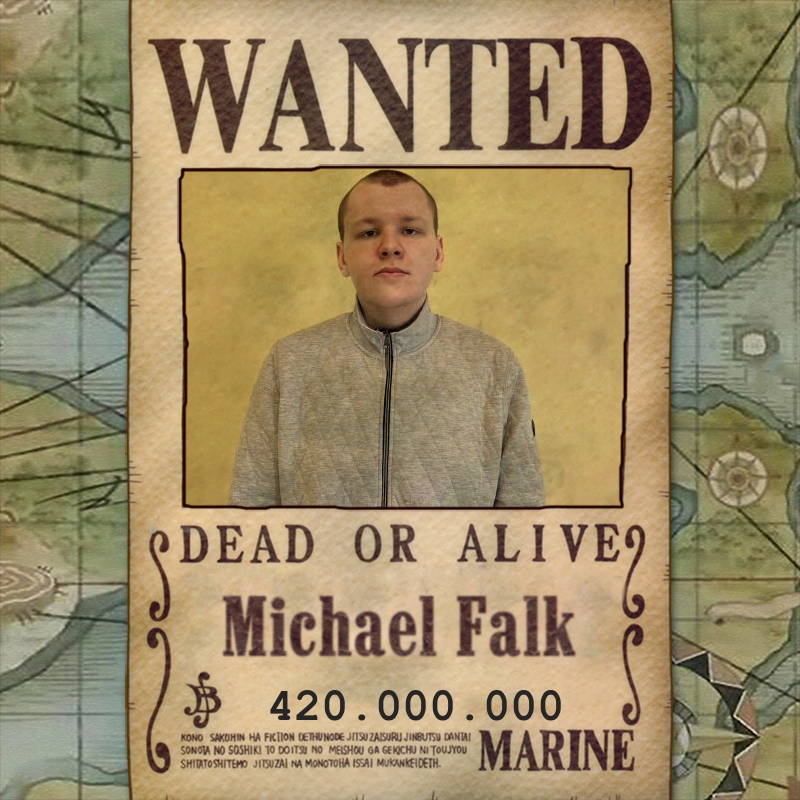 WANTED
DEAD OR ALIVE
Michael Falk
420.000.000
KONO SAKUHIN HA FICTION DETHUNODE JITSUZAISURU JINBUTSU DANTAI
SONOTA NO SOSHIKI TO DOITSU NO MEISHOU GA GEKICHU NI TOUJYOU
SHITATOSHITEMO JITSUZAI NA MONOTOHA ISSAI MUKANKEIDETH.
MARINE